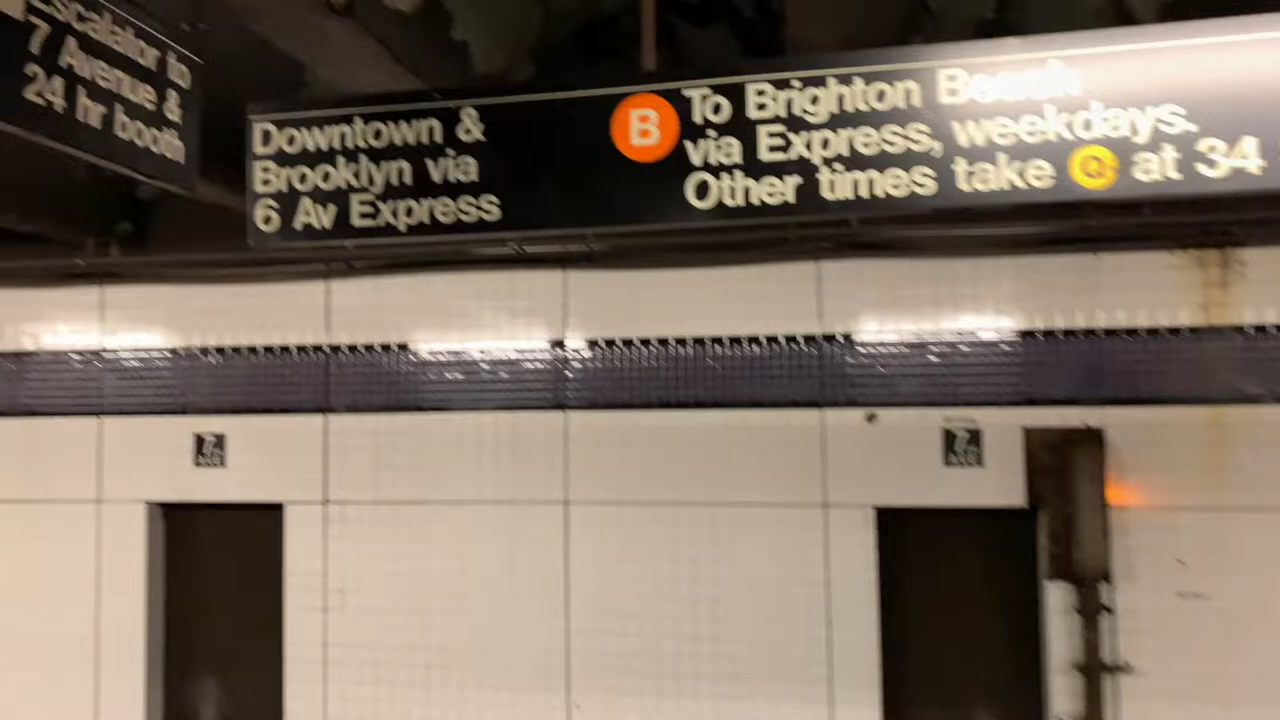 Escalator to
7 Avenue &
24 hr booth
Downtown &
Brooklyn via
6 Av Express
B
To Brighton Beach
via Express, weekdays.
Other times take Q at 34